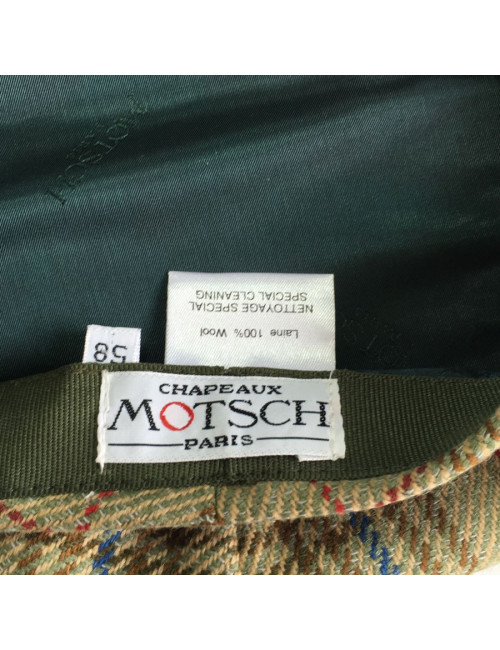 CHAPEAUX
MOTSCH
PARIS
58
Laine 100% Wool
NETTOYAGE SPECIAL
SPECIAL CLEANING